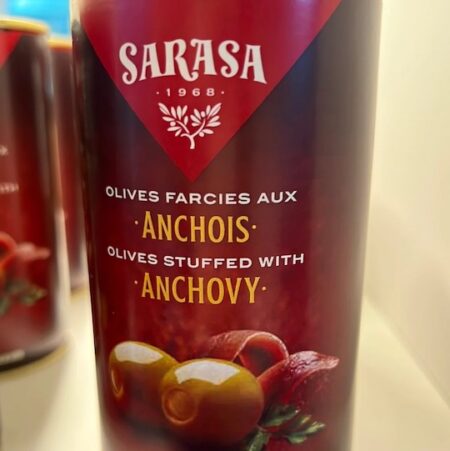 SARASA
· 1968 ·
OLIVES FARCIES AUX
· ANCHOIS ·
OLIVES STUFFED WITH
· ANCHOVY ·